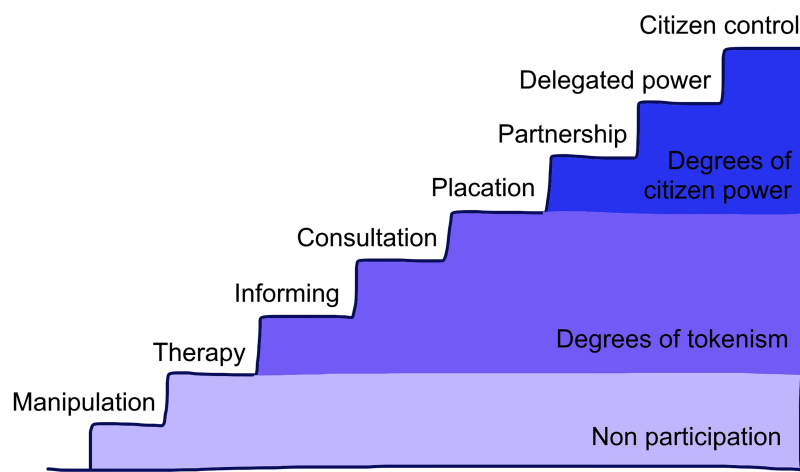 Citizen control
Delegated power
Partnership
Degrees of
citizen power
Placation
Consultation
Informing
Degrees of tokenism
Therapy
Manipulation
Non participation